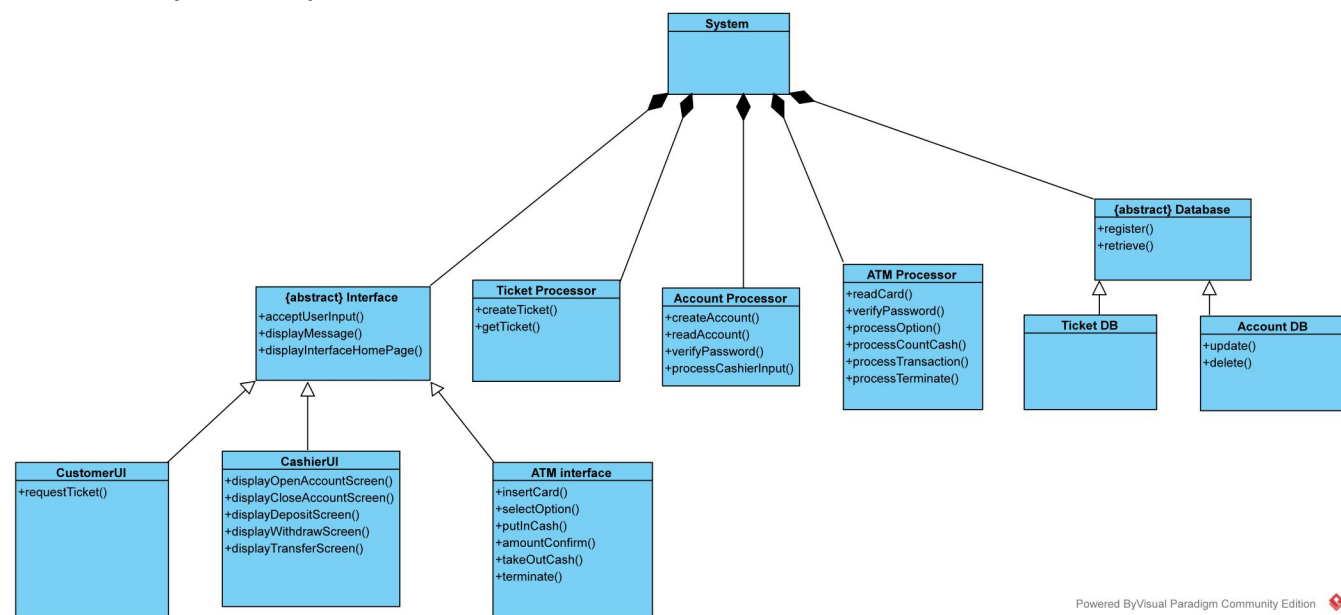 System
{abstract} Database
+register()
+retrieve()
{abstract} Interface
+acceptUserInput()
+displayMessage()
+displayInterfaceHomePage()
Ticket Processor
+createTicket()
+getTicket()
Account Processor
+createAccount()
+readAccount()
+verifyPassword()
+processCashierInput()
ATM Processor
+readCard()
+verifyPassword()
+processOption()
+processCountCash()
+processTransaction()
+processTerminate()
Ticket DB
Account DB
+update()
+delete()
CustomerUI
+requestTicket()
CashierUI
+displayOpenAccountScreen()
+displayCloseAccountScreen()
+displayDepositScreen()
+displayWithdrawScreen()
+displayTransferScreen()
ATM interface
+insertCard()
+selectOption()
+putInCash()
+amountConfirm()
+takeOutCash()
+terminate()
Powered ByVisual Paradigm Community Edition